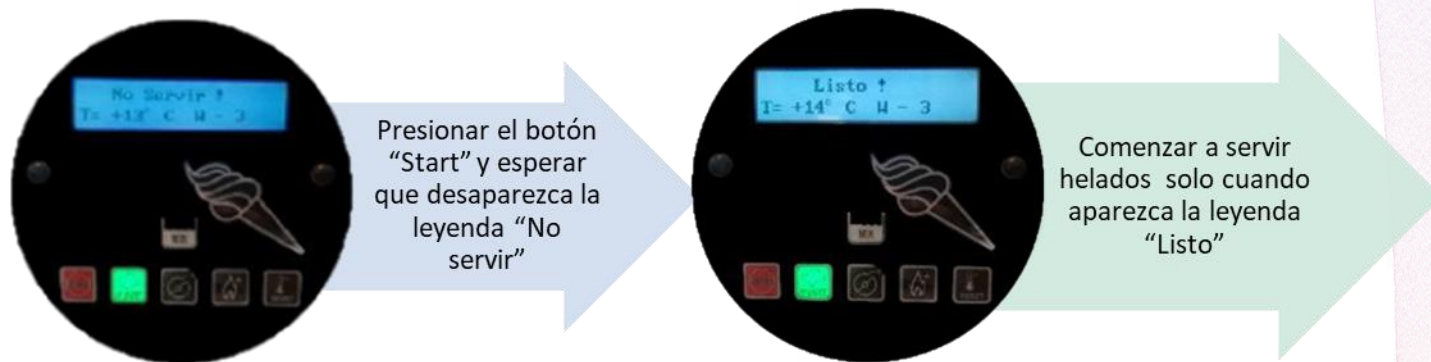 No Servir !
T= +13° C W - 3
Presionar el botón
“Start” y esperar
que desaparezca la
leyenda “No
servir”
Listo !
T= +14° C W - 3
Comenzar a servir
helados solo cuando
aparezca la leyenda
“Listo”
MIX